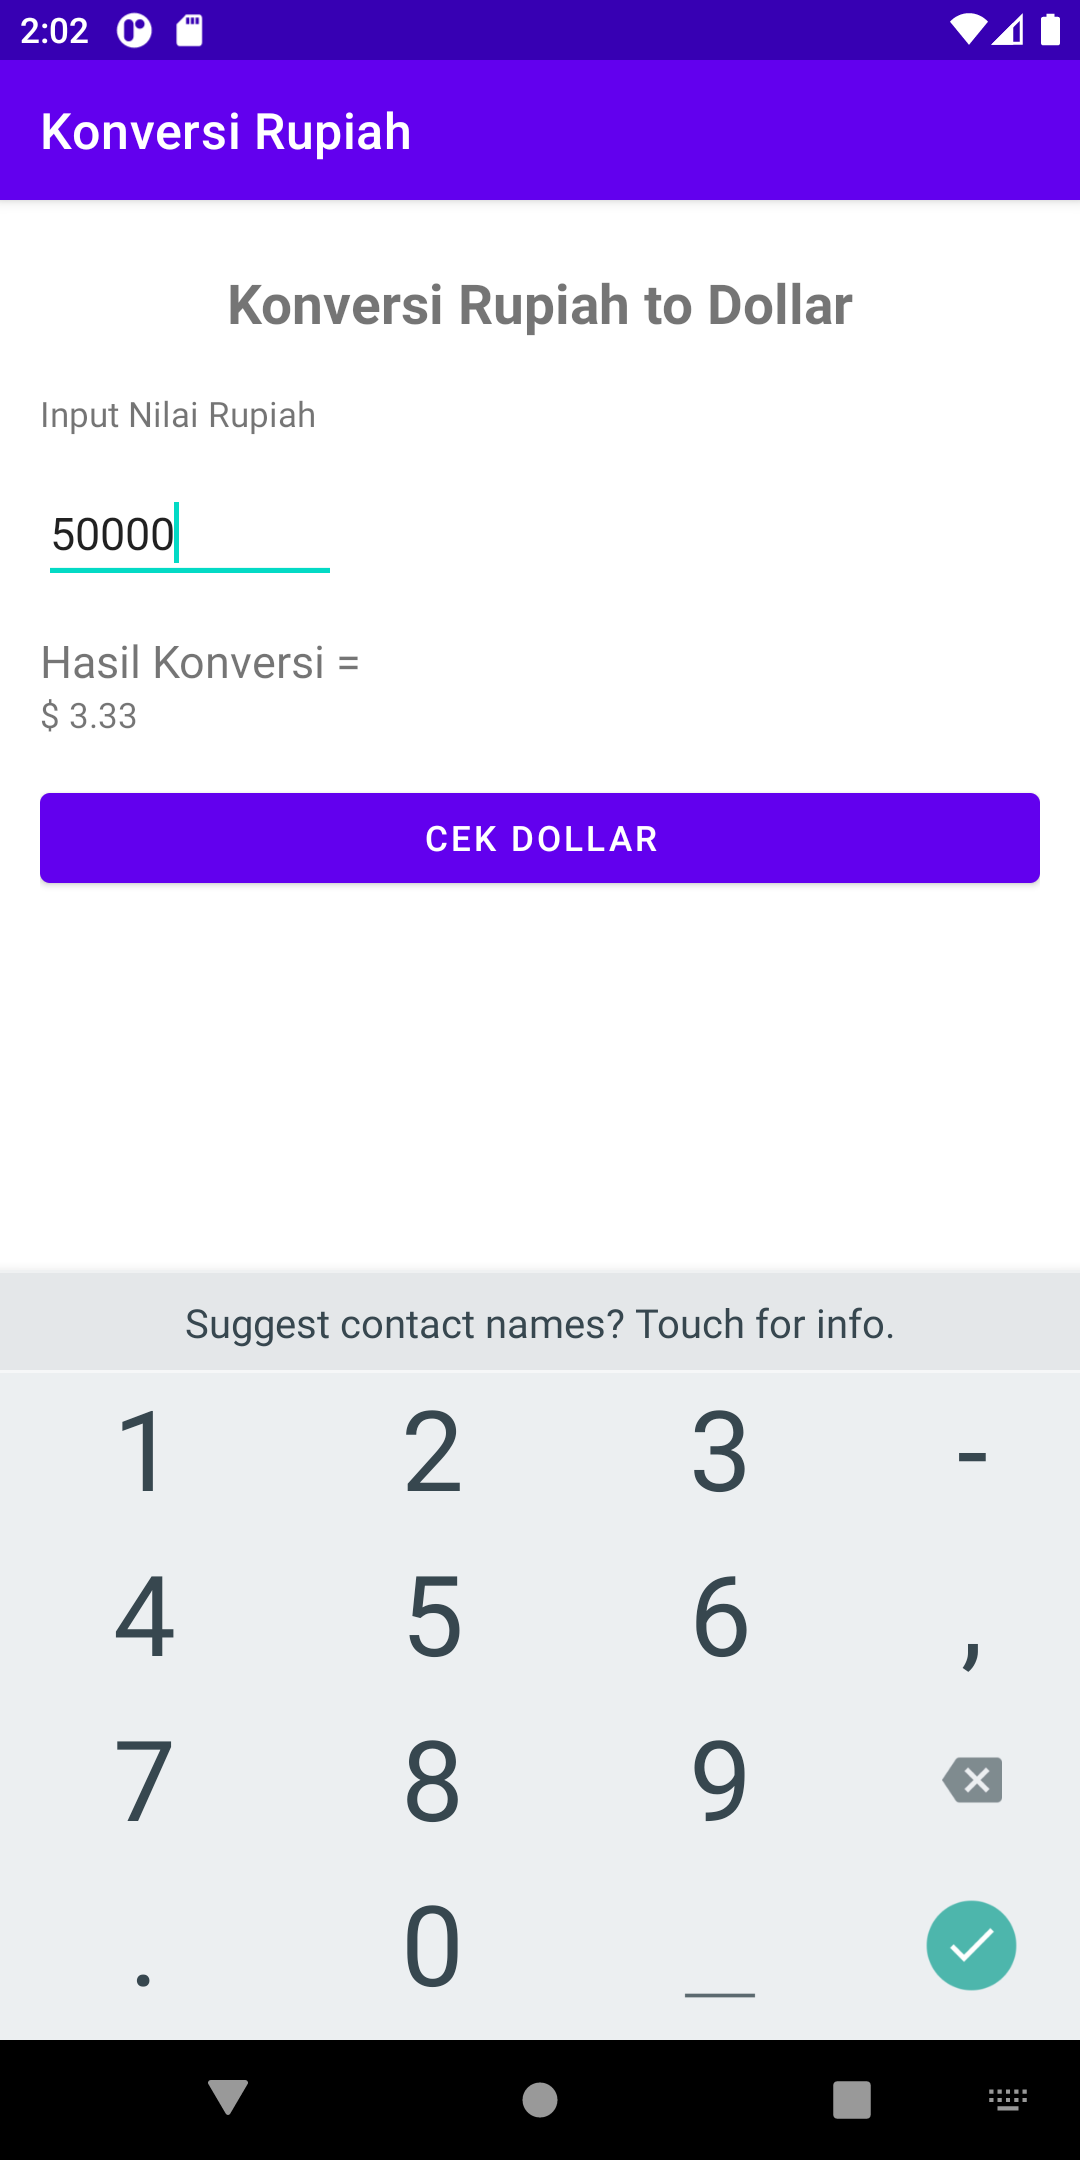 2:02
Konversi Rupiah
Konversi Rupiah to Dollar
Input Nilai Rupiah
50000
Hasil Konversi =
$ 3.33
CEK DOLLAR
Suggest contact names? Touch for info.
1 2 3 -
4 5 6 ,
7 8 9
. 0 _